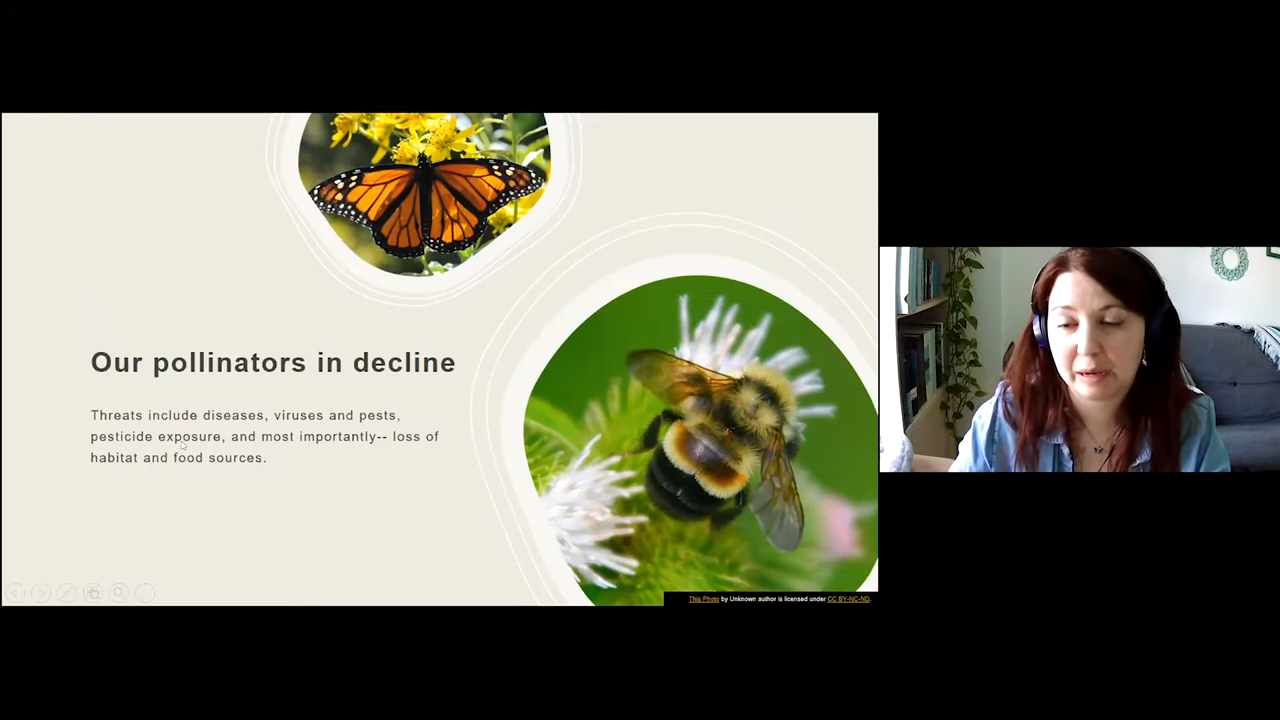 Our pollinators in decline
Threats include diseases, viruses and pests,
pesticide exposure, and most importantly-- loss of
habitat and food sources.
This Photo by Unknown author is licensed under CC BY-NC-ND.